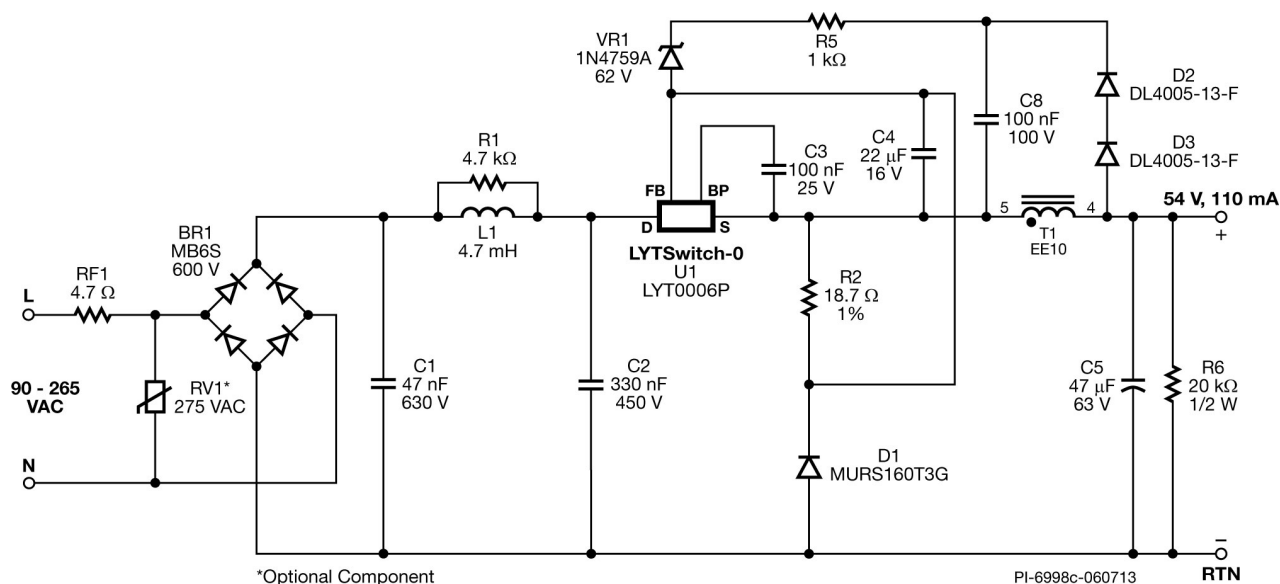 VR1
1N4759A
62 V
R5
1 kΩ
D2
DL4005-13-F
C8
100 nF
100 V
D3
DL4005-13-F
R1
4.7 kΩ
C3
100 nF
25 V
C4
22 µF
16 V
FB
BP
D
S
L1
4.7 mH
LYTSwitch-0
U1
LYT0006P
5
4
T1
EE10
54 V, 110 mA
+
BR1
MB6S
600 V
RF1
4.7 Ω
L
R2
18.7 Ω
1%
90 - 265
VAC
RV1*
275 VAC
C1
47 nF
630 V
C2
330 nF
450 V
C5
47 µF
63 V
R6
20 kΩ
1/2 W
N
D1
MURS160T3G
–
RTN
*Optional Component
PI-6998c-060713